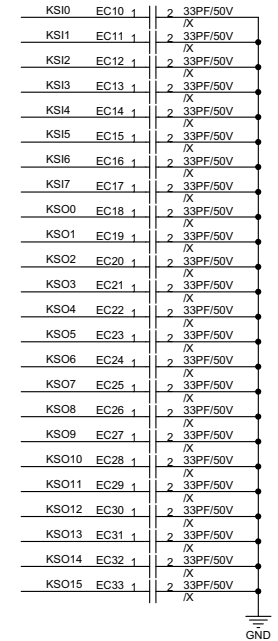 KSI0 EC10 1 2 33PF/50V
/X
KSI1 EC11 1 2 33PF/50V
/X
KSI2 EC12 1 2 33PF/50V
/X
KSI3 EC13 1 2 33PF/50V
/X
KSI4 EC14 1 2 33PF/50V
/X
KSI5 EC15 1 2 33PF/50V
/X
KSI6 EC16 1 2 33PF/50V
/X
KSI7 EC17 1 2 33PF/50V
/X
KSO0 EC18 1 2 33PF/50V
/X
KSO1 EC19 1 2 33PF/50V
/X
KSO2 EC20 1 2 33PF/50V
/X
KSO3 EC21 1 2 33PF/50V
/X
KSO4 EC22 1 2 33PF/50V
/X
KSO5 EC23 1 2 33PF/50V
/X
KSO6 EC24 1 2 33PF/50V
/X
KSO7 EC25 1 2 33PF/50V
/X
KSO8 EC26 1 2 33PF/50V
/X
KSO9 EC27 1 2 33PF/50V
/X
KSO10 EC28 1 2 33PF/50V
/X
KSO11 EC29 1 2 33PF/50V
/X
KSO12 EC30 1 2 33PF/50V
/X
KSO13 EC31 1 2 33PF/50V
/X
KSO14 EC32 1 2 33PF/50V
/X
KSO15 EC33 1 2 33PF/50V
/X
GND